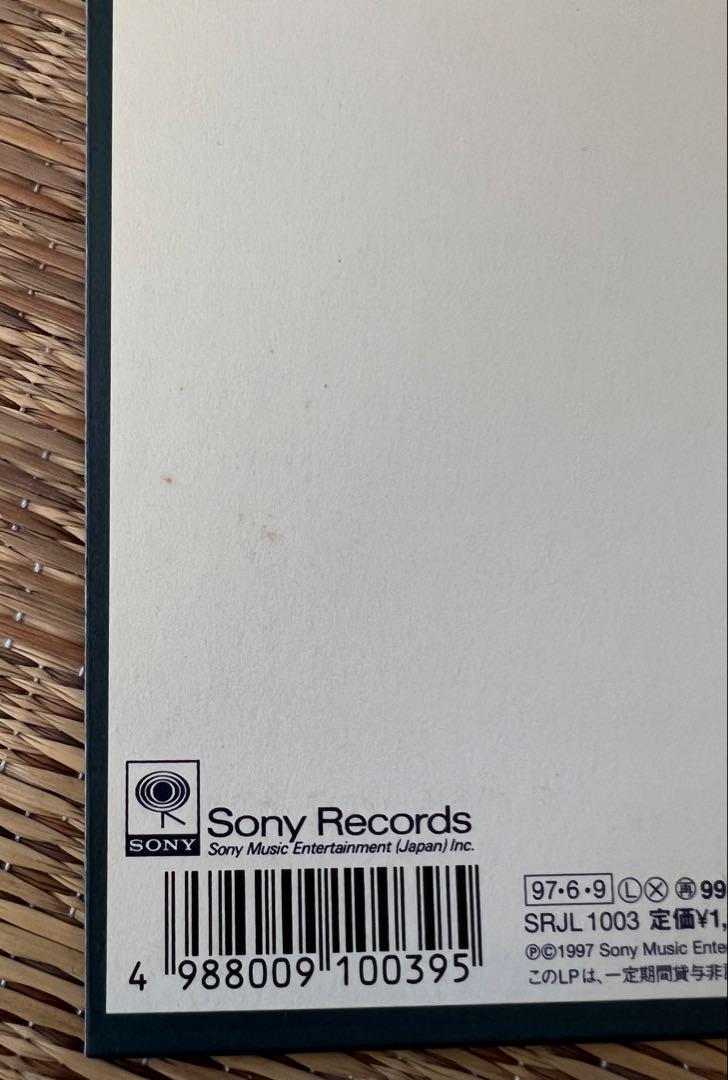 SONY
Sony Records
Sony Music Entertainment (Japan) Inc.
4 988009 100395
97・6・9 Ⓛ Ⓧ ㊢ 99
SRJL 1003 定価¥1,
ⓅⒸ1997 Sony Music Ente
このLPは、一定期間貸与非